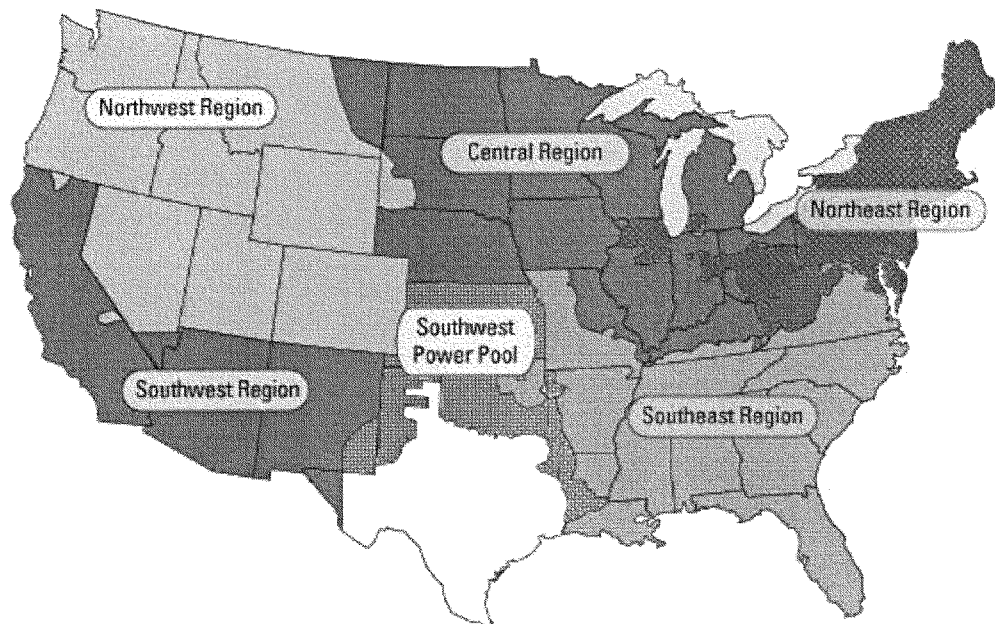 Northwest Region
Central Region
Northeast Region
Southwest
Power Pool
Southwest Region
Southeast Region